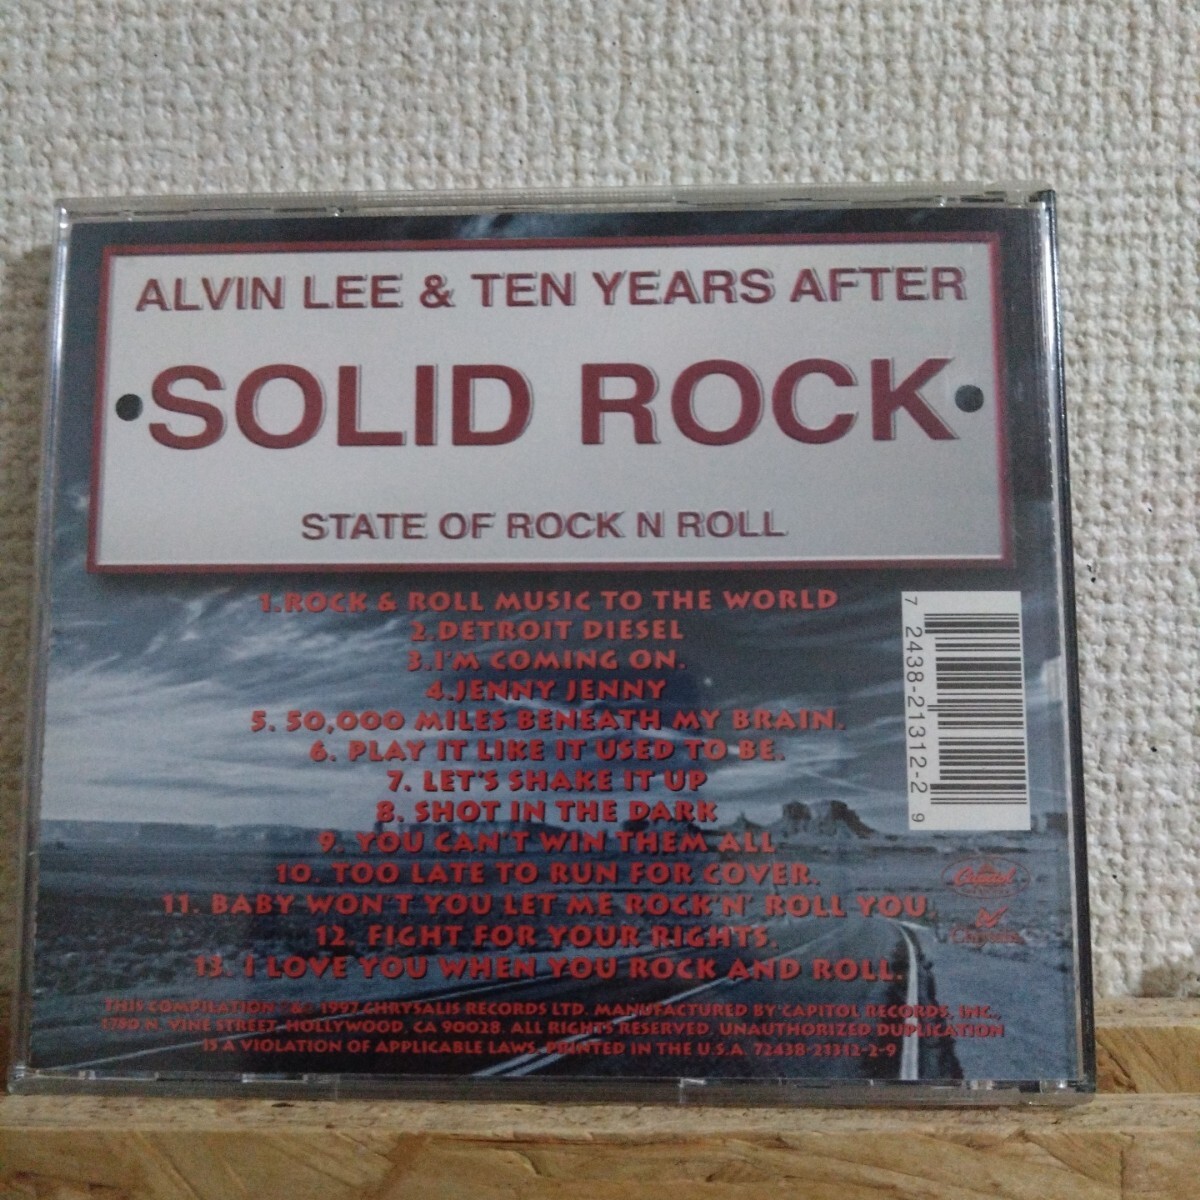 ALVIN LEE & TEN YEARS AFTER
SOLID ROCK
STATE OF ROCK N ROLL
1.ROCK & ROLL MUSIC TO THE WORLD
2.DETROIT DIESEL
3.I'M COMING ON.
4.JENNY JENNY
5. 50,000 MILES BENEATH MY BRAIN.
6. PLAY IT LIKE IT USED TO BE.
7. LET'S SHAKE IT UP
8. SHOT IN THE DARK
9. YOU CAN'T WIN THEM ALL
10. TOO LATE TO RUN FOR COVER.
11. BABY WON'T YOU LET ME ROCK'N' ROLL YOU
12. FIGHT FOR YOUR RIGHTS.
13. I LOVE YOU WHEN YOU ROCK AND ROLL.
7 2438-21312-2 9
Capitol
Chrysalis
THIS COMPILATION 1997 CHRYSALIS RECORDS LTD. MANUFACTURED BY CAPITOL RECORDS, INC.,
1750 N. VINE STREET, HOLLYWOOD, CA 90028. ALL RIGHTS RESERVED, UNAUTHORIZED DUPLICATION
IS A VIOLATION OF APPLICABLE LAWS. PRINTED IN THE U.S.A. 72438-21312-2-9